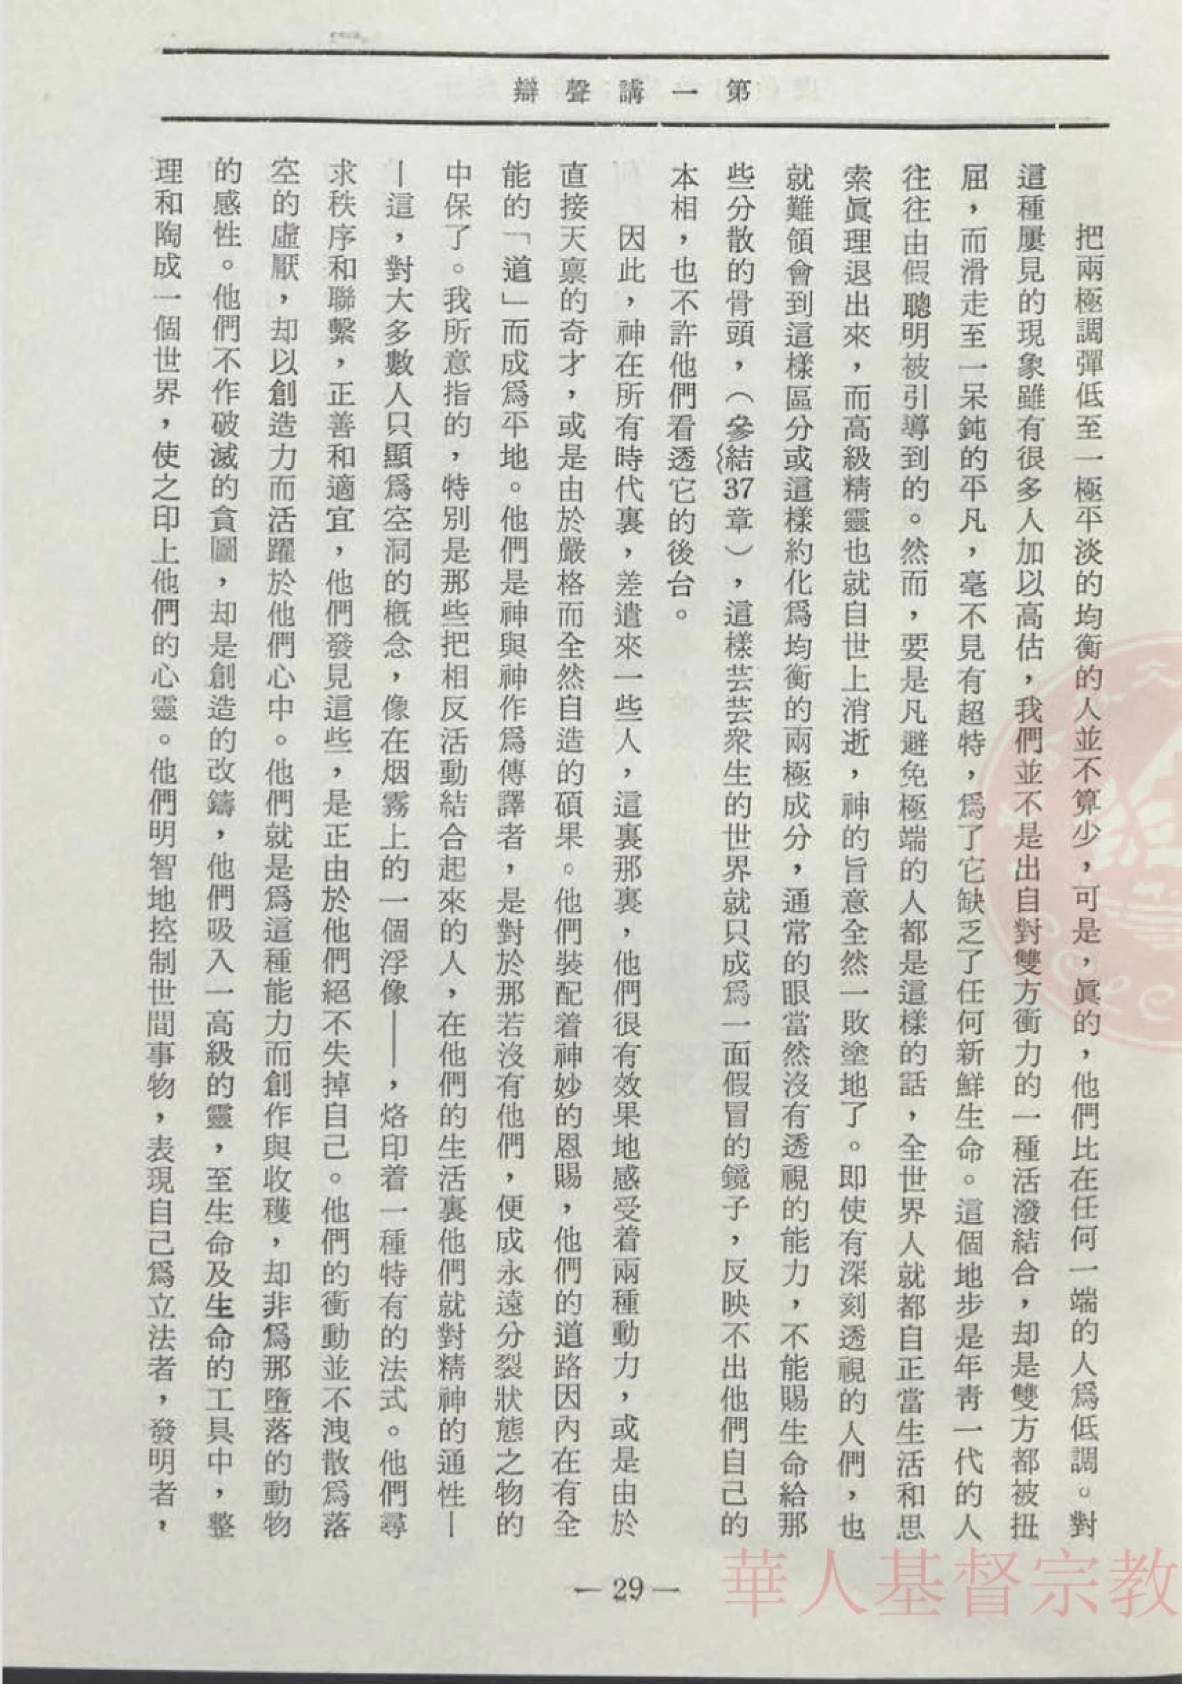 第一講聲辯
把兩極調彈低至一極平淡的均衡的人並不算少，可是，眞的，他們比在任何一端的人爲低調。對
這種屢見的現象雖有很多人加以高估，我們並不是出自對雙方衝力的一種活潑結合，却是雙方都被扭
屈，而滑走至一呆鈍的平凡，毫不見有超特，爲了它缺乏了任何新鮮生命。這個地步是年靑一代的人
往往由假聰明被引導到的。然而，要是凡避免極端的人都是這樣的話，全世界人就都自正當生活和思
索眞理退出來，而高級精靈也就自世上消逝，神的旨意全然一敗塗地了。即使有深刻透視的人們，也
就難領會到這樣區分或這樣約化爲均衡的兩極成分，通常的眼當然沒有透視的能力，不能賜生命給那
些分散的骨頭，（參結37章），這樣芸芸衆生的世界就只成爲一面假冒的鏡子，反映不出他們自己的
本相，也不許他們看透它的後台。
因此，神在所有時代裏，差遣來一些人，這裏那裏，他們很有效果地感受着兩種動力，或是由於
直接天禀的奇才，或是由於嚴格而全然自造的碩果。他們裝配着神妙的恩賜，他們的道路因內在有全
能的「道」而成爲平地。他們是神與神作爲傳譯者，是對於那若沒有他們，便成永遠分裂狀態之物的
中保了。我所意指的，特別是那些把相反活動結合起來的人，在他們的生活裏他們就對精神的通性—
—這，對大多數人只顯爲空洞的概念，像在烟霧上的一個浮像——，烙印着一種特有的法式。他們尋
求秩序和聯繫，正善和適宜，他們發見這些，是正由於他們絕不失掉自己。他們的衝動並不洩散爲落
空的虛厭，却以創造力而活躍於他們心中。他們就是爲這種能力而創作與收穫，却非爲那墮落的動物
的感性。他們不作破滅的貪圖，却是創造的改鑄，他們吸入一高級的靈，至生命及生命的工具中，整
理和陶成一個世界，使之印上他們的心靈。他們明智地控制世間事物，表現自己爲立法者，發明者，
—29—
華人基督宗教